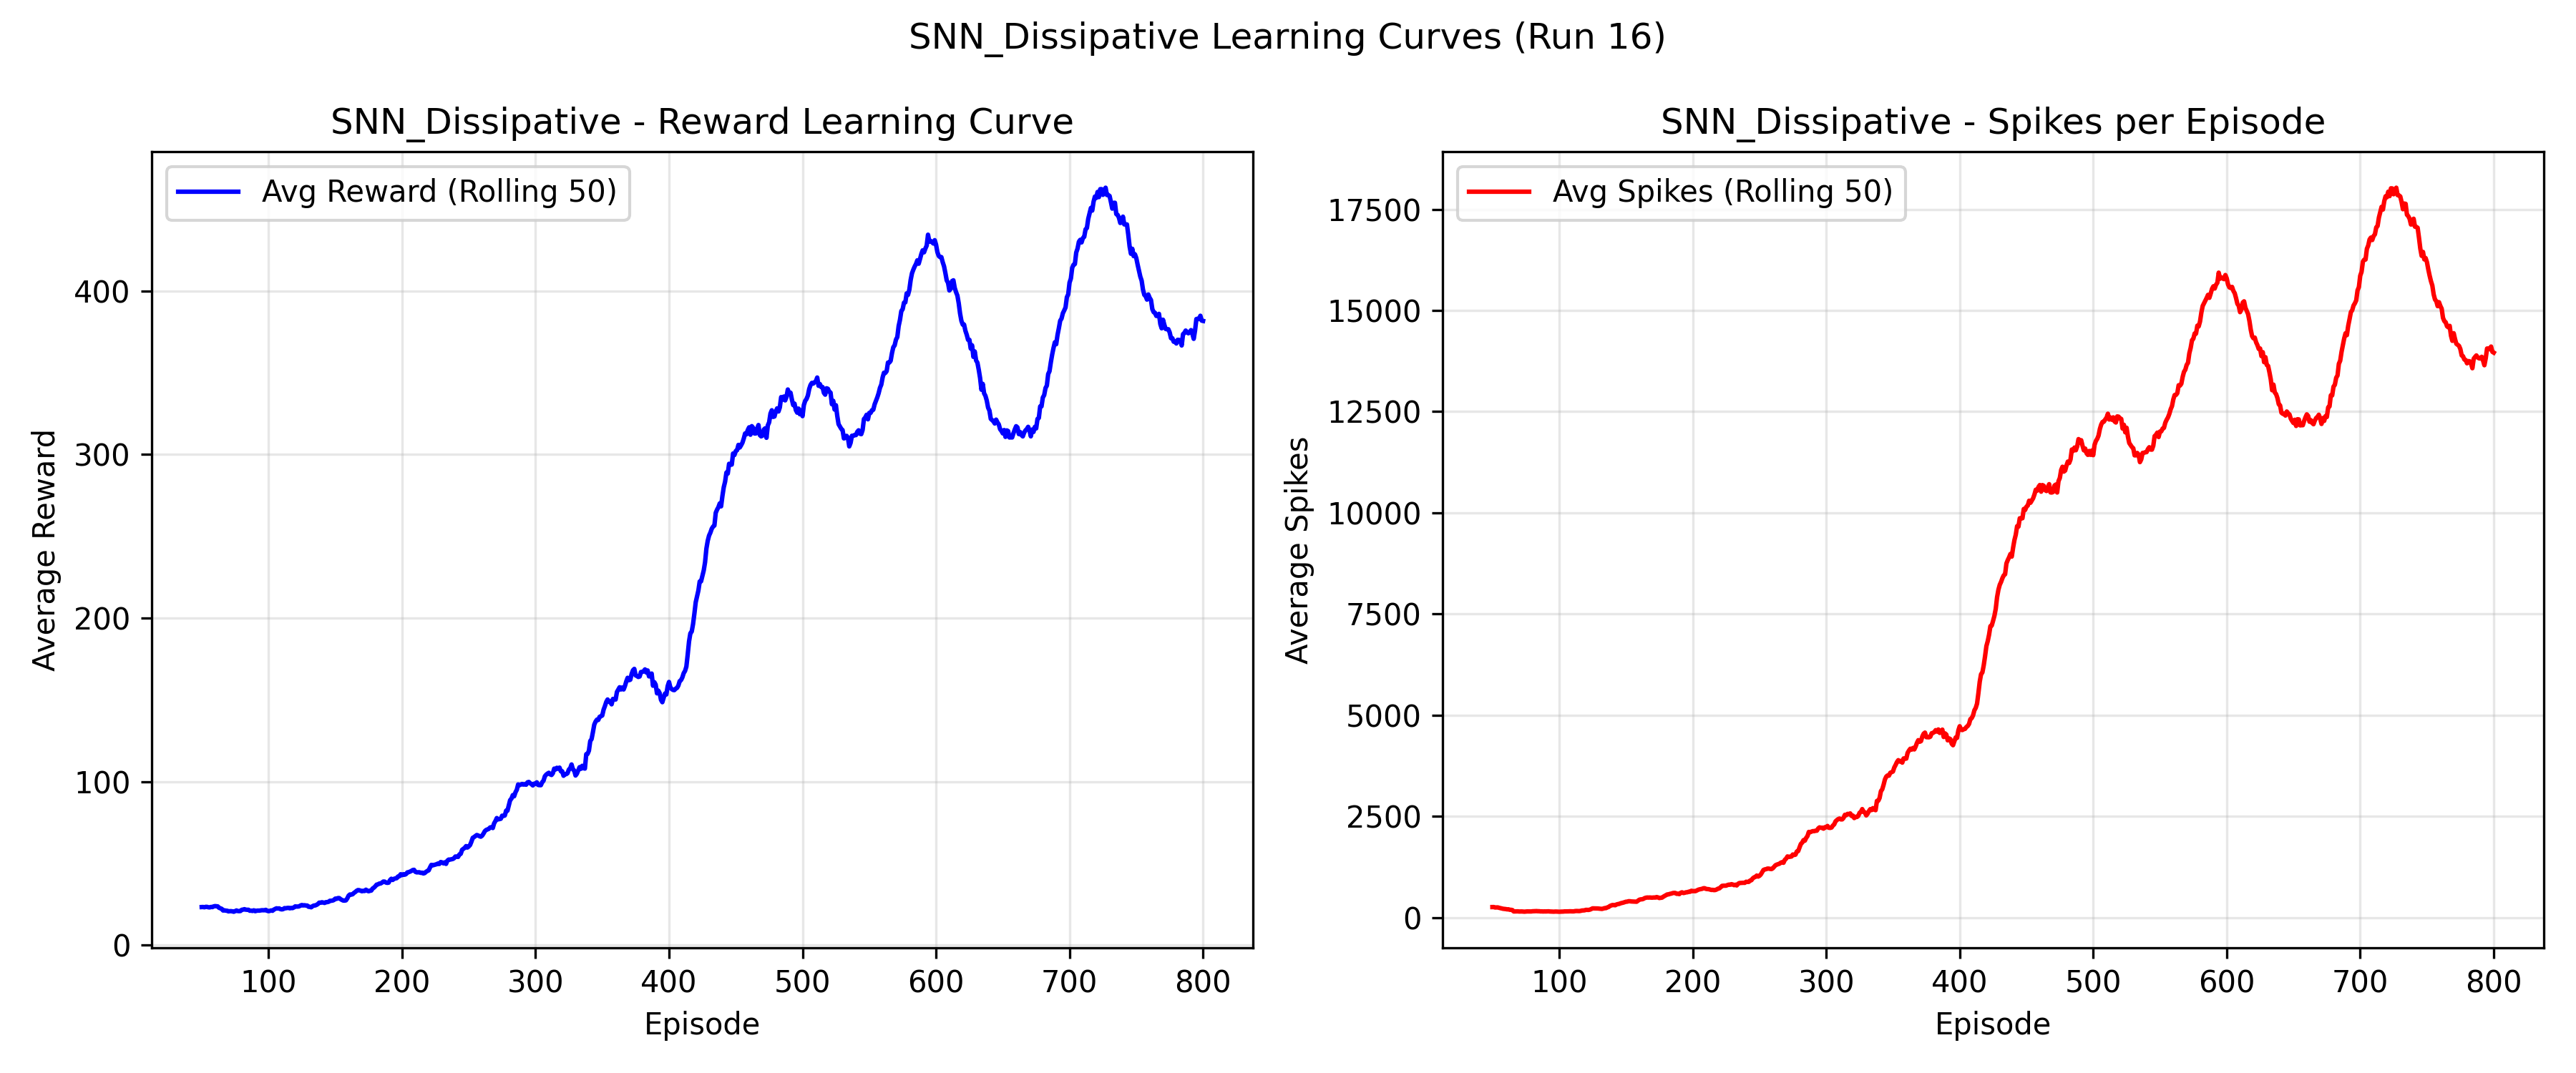 SNN_Dissipative Learning Curves (Run 16)
SNN_Dissipative - Reward Learning Curve
Avg Reward (Rolling 50)
Average Reward
400
300
200
100
0
100 200 300 400 500 600 700 800
Episode
SNN_Dissipative - Spikes per Episode
Avg Spikes (Rolling 50)
Average Spikes
17500
15000
12500
10000
7500
5000
2500
0
100 200 300 400 500 600 700 800
Episode